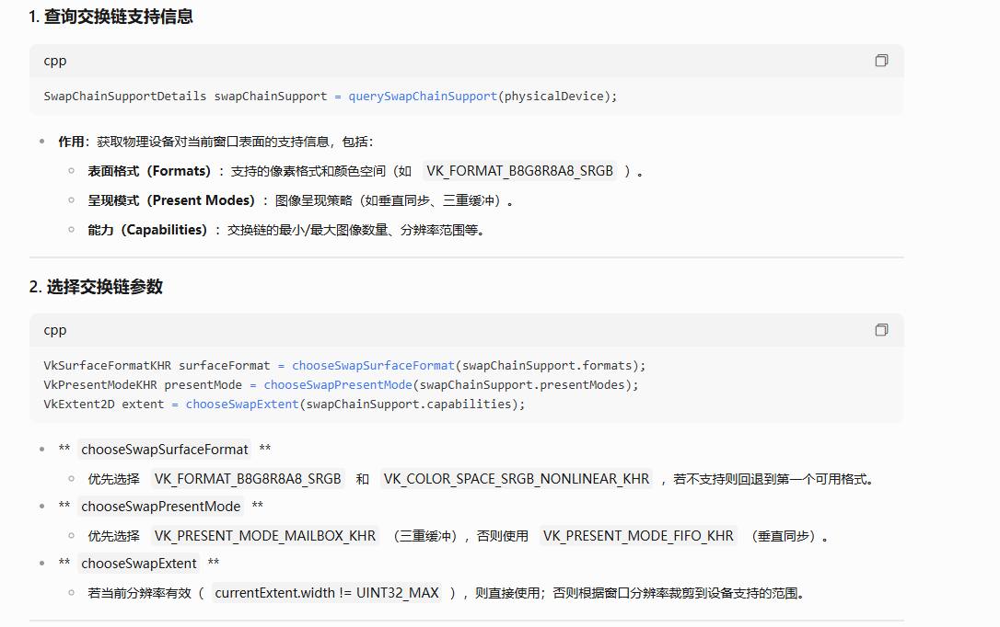 1. 查询交换链支持信息
cpp
SwapChainSupportDetails swapChainSupport = querySwapChainSupport(physicalDevice);
作用：获取物理设备对当前窗口表面的支持信息，包括：
表面格式（Formats）：支持的像素格式和颜色空间（如 VK_FORMAT_B8G8R8A8_SRGB ）。
呈现模式（Present Modes）：图像呈现策略（如垂直同步、三重缓冲）。
能力（Capabilities）：交换链的最小/最大图像数量、分辨率范围等。
2. 选择交换链参数
cpp
VkSurfaceFormatKHR surfaceFormat = chooseSwapSurfaceFormat(swapChainSupport.formats);
VkPresentModeKHR presentMode = chooseSwapPresentMode(swapChainSupport.presentModes);
VkExtent2D extent = chooseSwapExtent(swapChainSupport.capabilities);
** chooseSwapSurfaceFormat **
优先选择 VK_FORMAT_B8G8R8A8_SRGB 和 VK_COLOR_SPACE_SRGB_NONLINEAR_KHR ，若不支持则回退到第一个可用格式。
** chooseSwapPresentMode **
优先选择 VK_PRESENT_MODE_MAILBOX_KHR （三重缓冲），否则使用 VK_PRESENT_MODE_FIFO_KHR （垂直同步）。
** chooseSwapExtent **
若当前分辨率有效（ currentExtent.width != UINT32_MAX ），则直接使用；否则根据窗口分辨率裁剪到设备支持的范围。